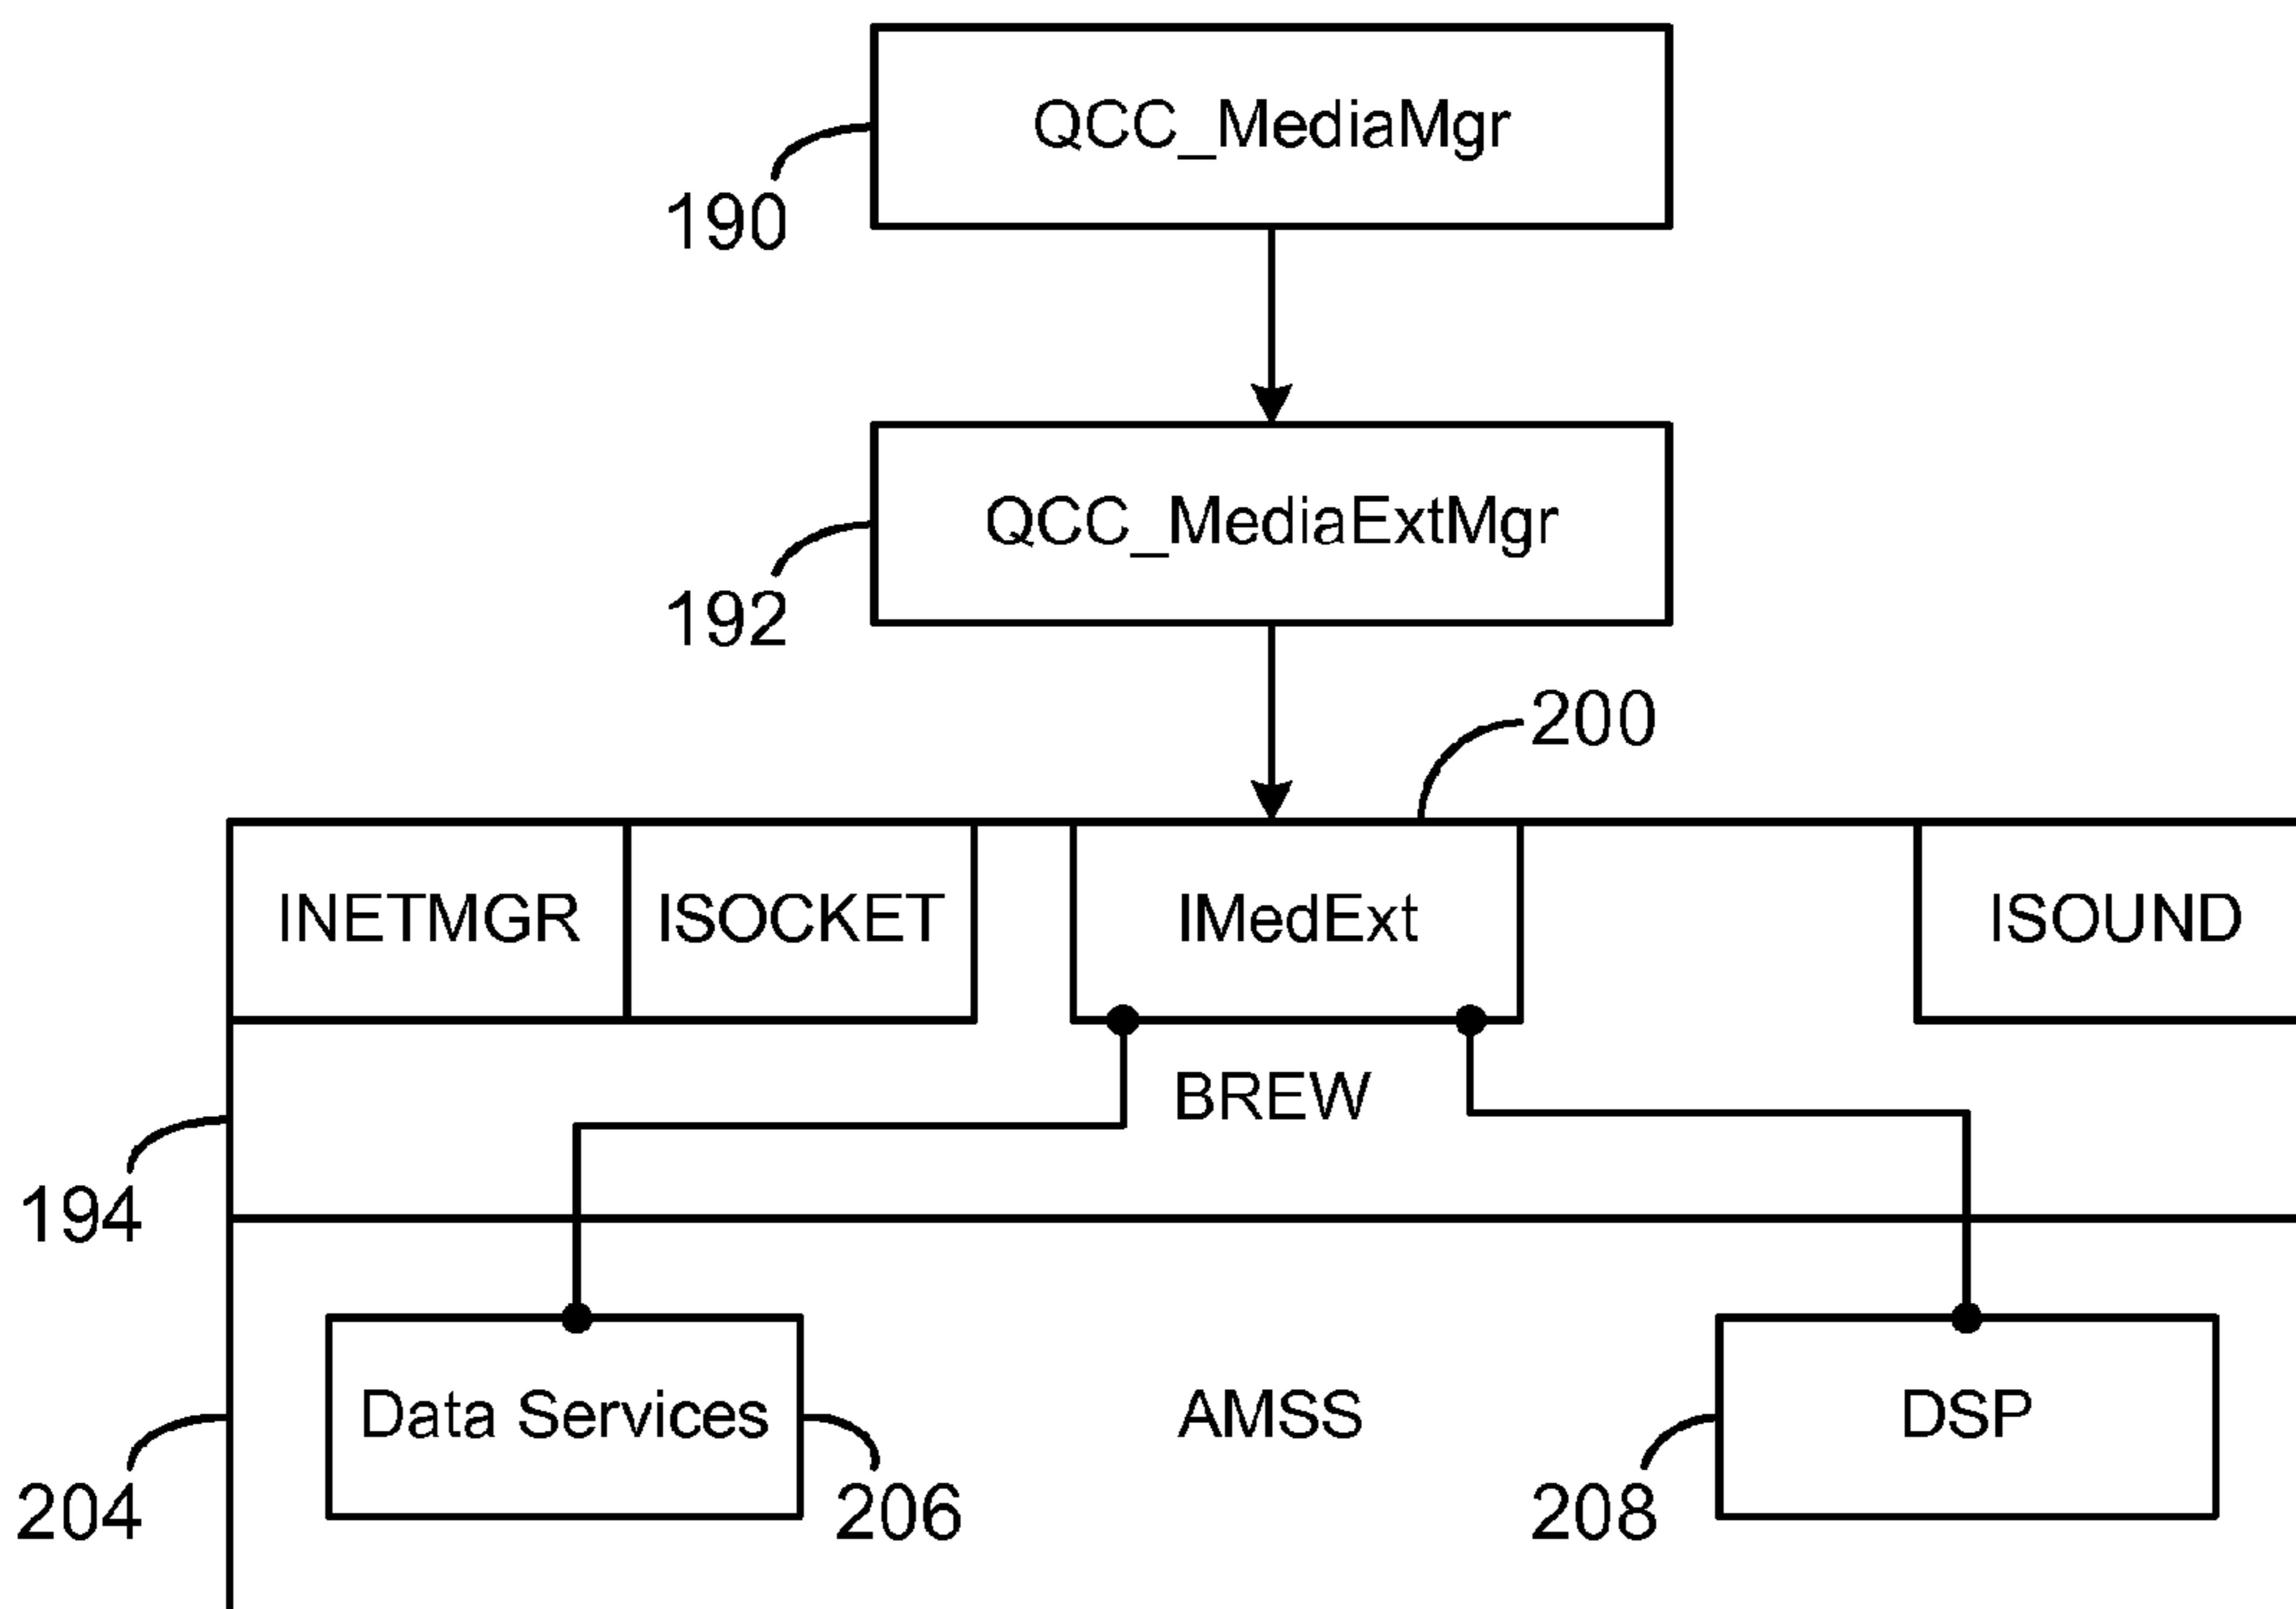 QCC_MediaMgr
190
QCC_MediaExtMgr
192
200
INETMGR
ISOCKET
IMedExt
ISOUND
BREW
194
Data Services
AMSS
DSP
204
206
208